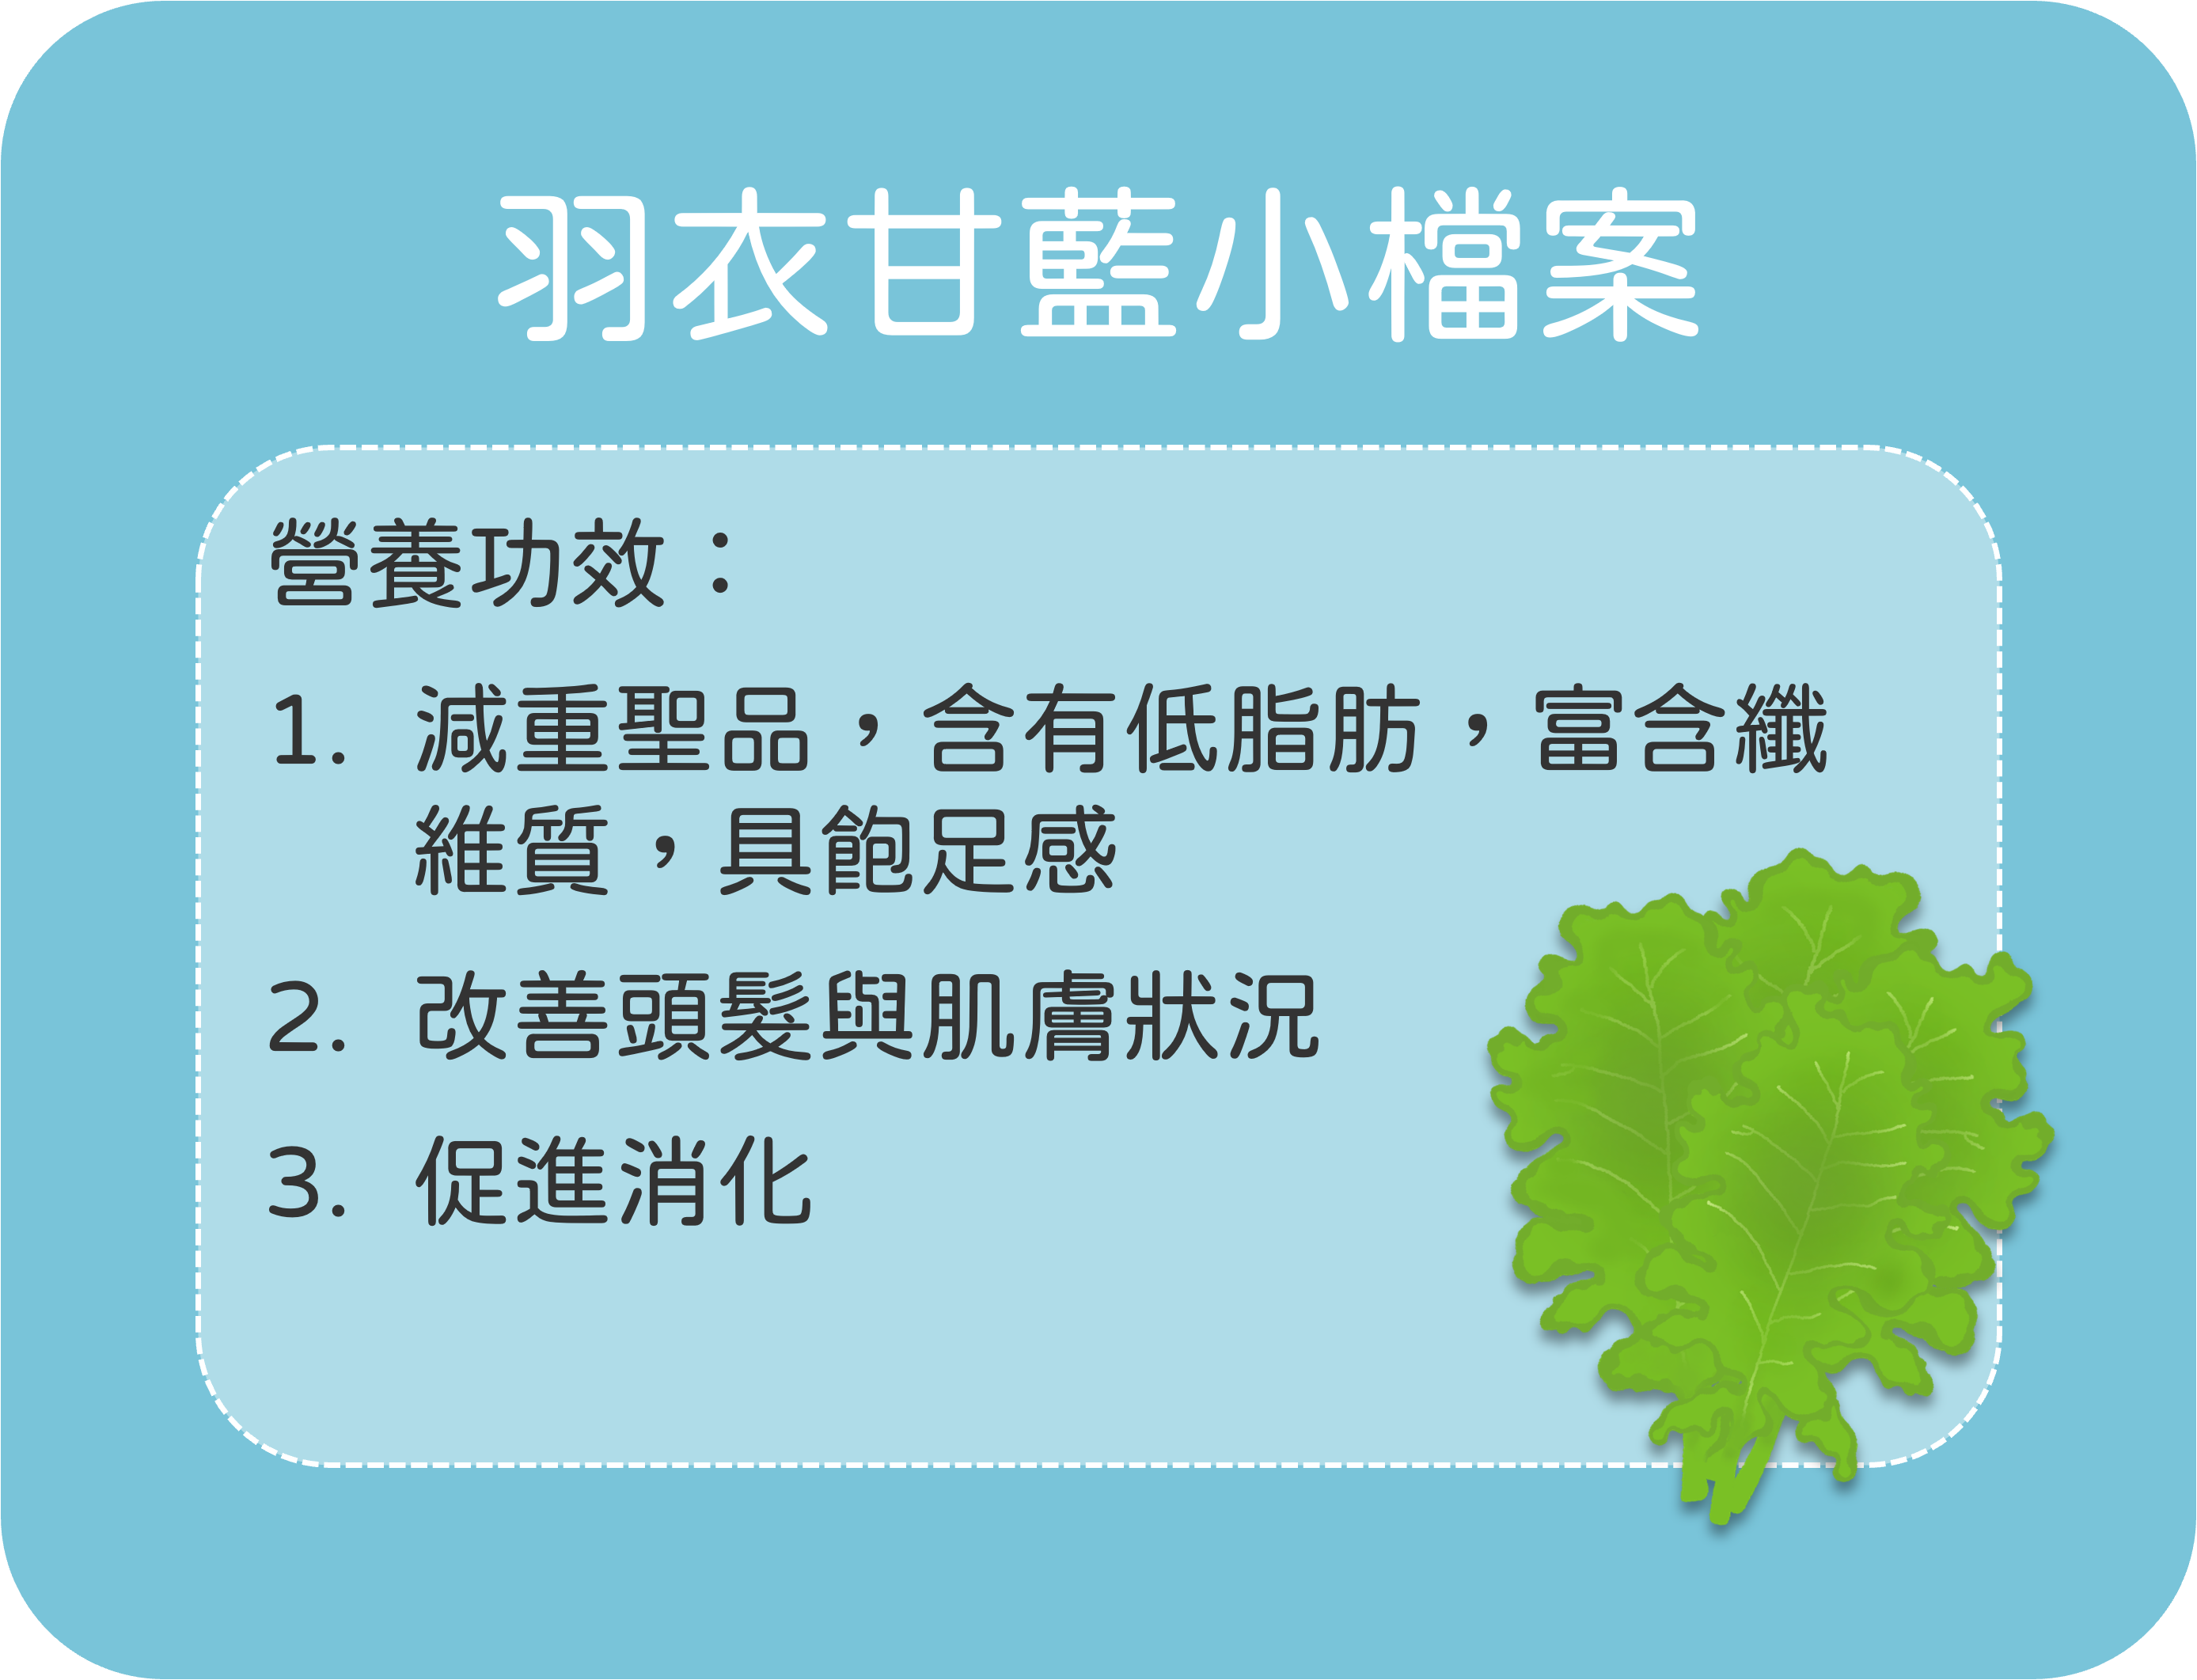 羽衣甘藍小檔案
營養功效：
1. 減重聖品，含有低脂肪，富含纖
維質，具飽足感
2. 改善頭髮與肌膚狀況
3. 促進消化